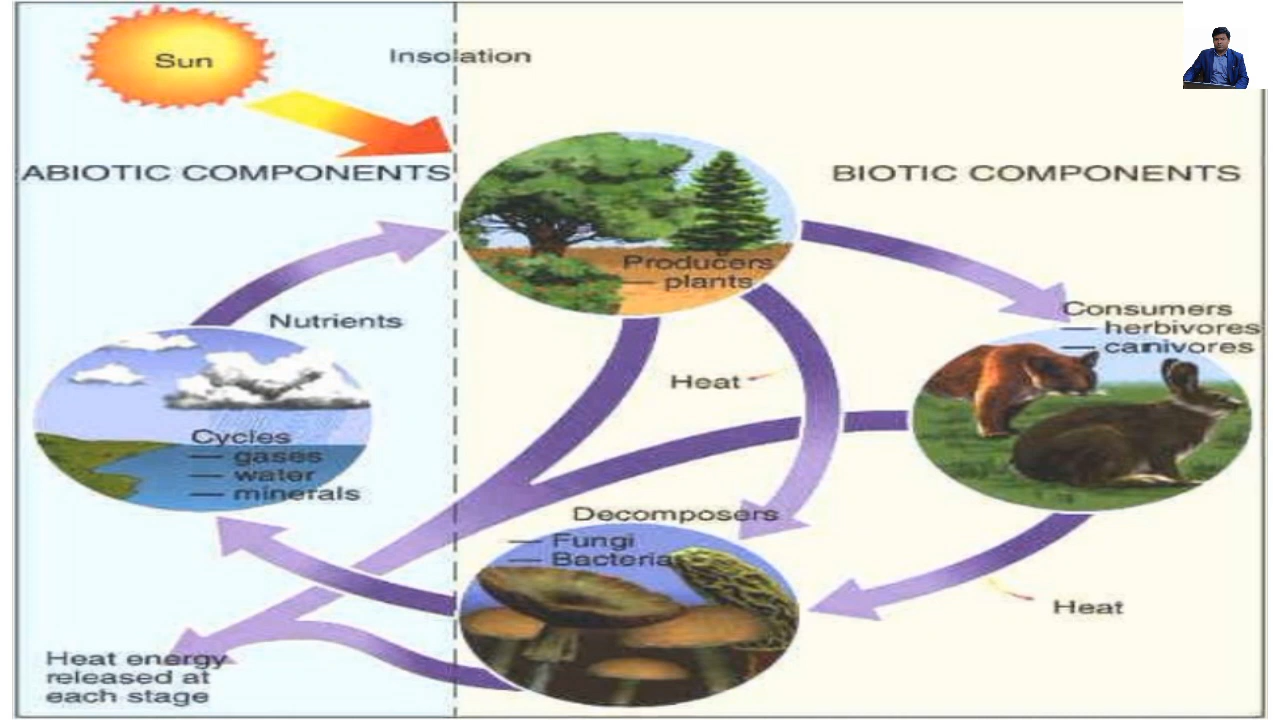 Sun
Insolation
ABIOTIC COMPONENTS
BIOTIC COMPONENTS
Producers
— plants
Consumers
— herbivores
— carnivores
Nutrients
Heat
Cycles
— gases
— water
— minerals
Decomposers
— Fungi
— Bacteria
Heat
Heat energy
released at
each stage